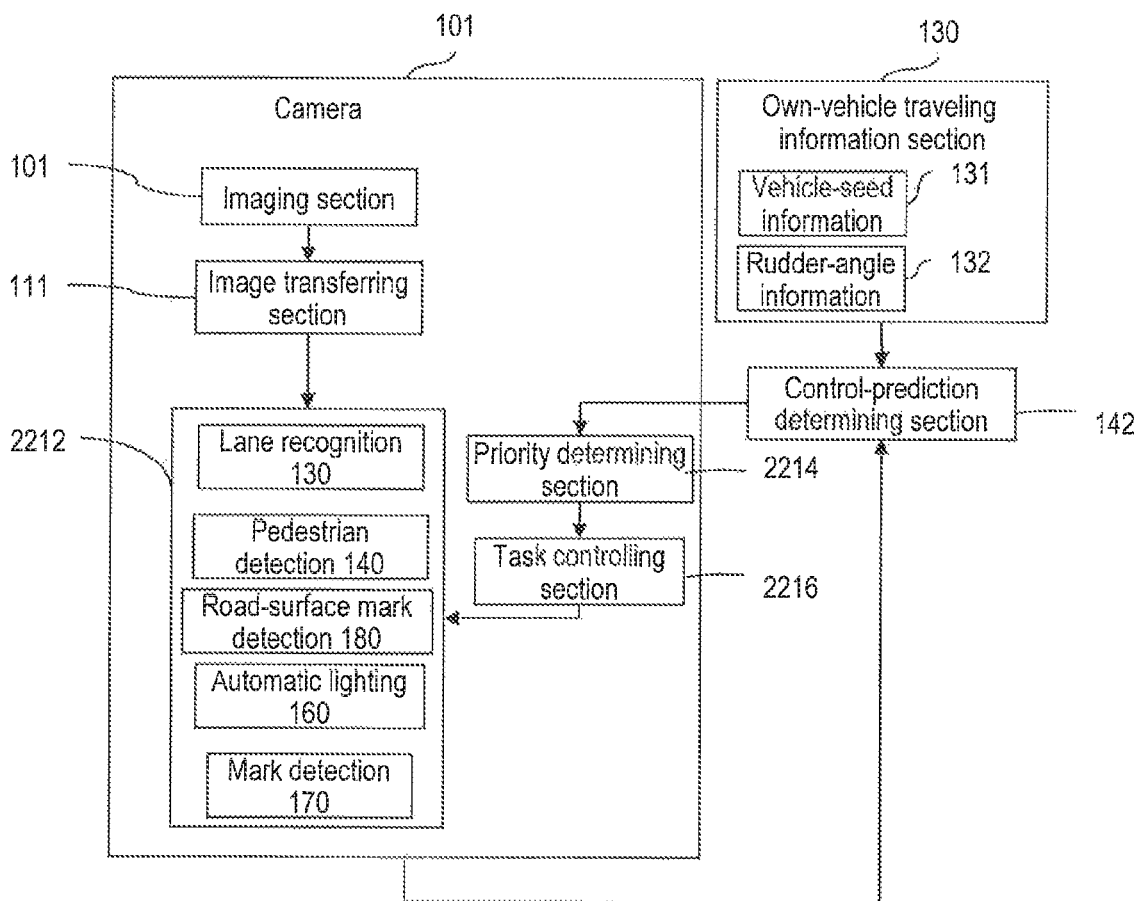 101
130
Camera
Own-vehicle traveling
information section
101
Imaging section
Vehicle-seed
information
131
111
Image transferring
section
Rudder-angle
information
132
Control-prediction
determining section
142
2212
Lane recognition
130
Priority determining
section
2214
Pedestrian
detection 140
Task controlling
section
2216
Road-surface mark
detection 180
Automatic lighting
160
Mark detection
170